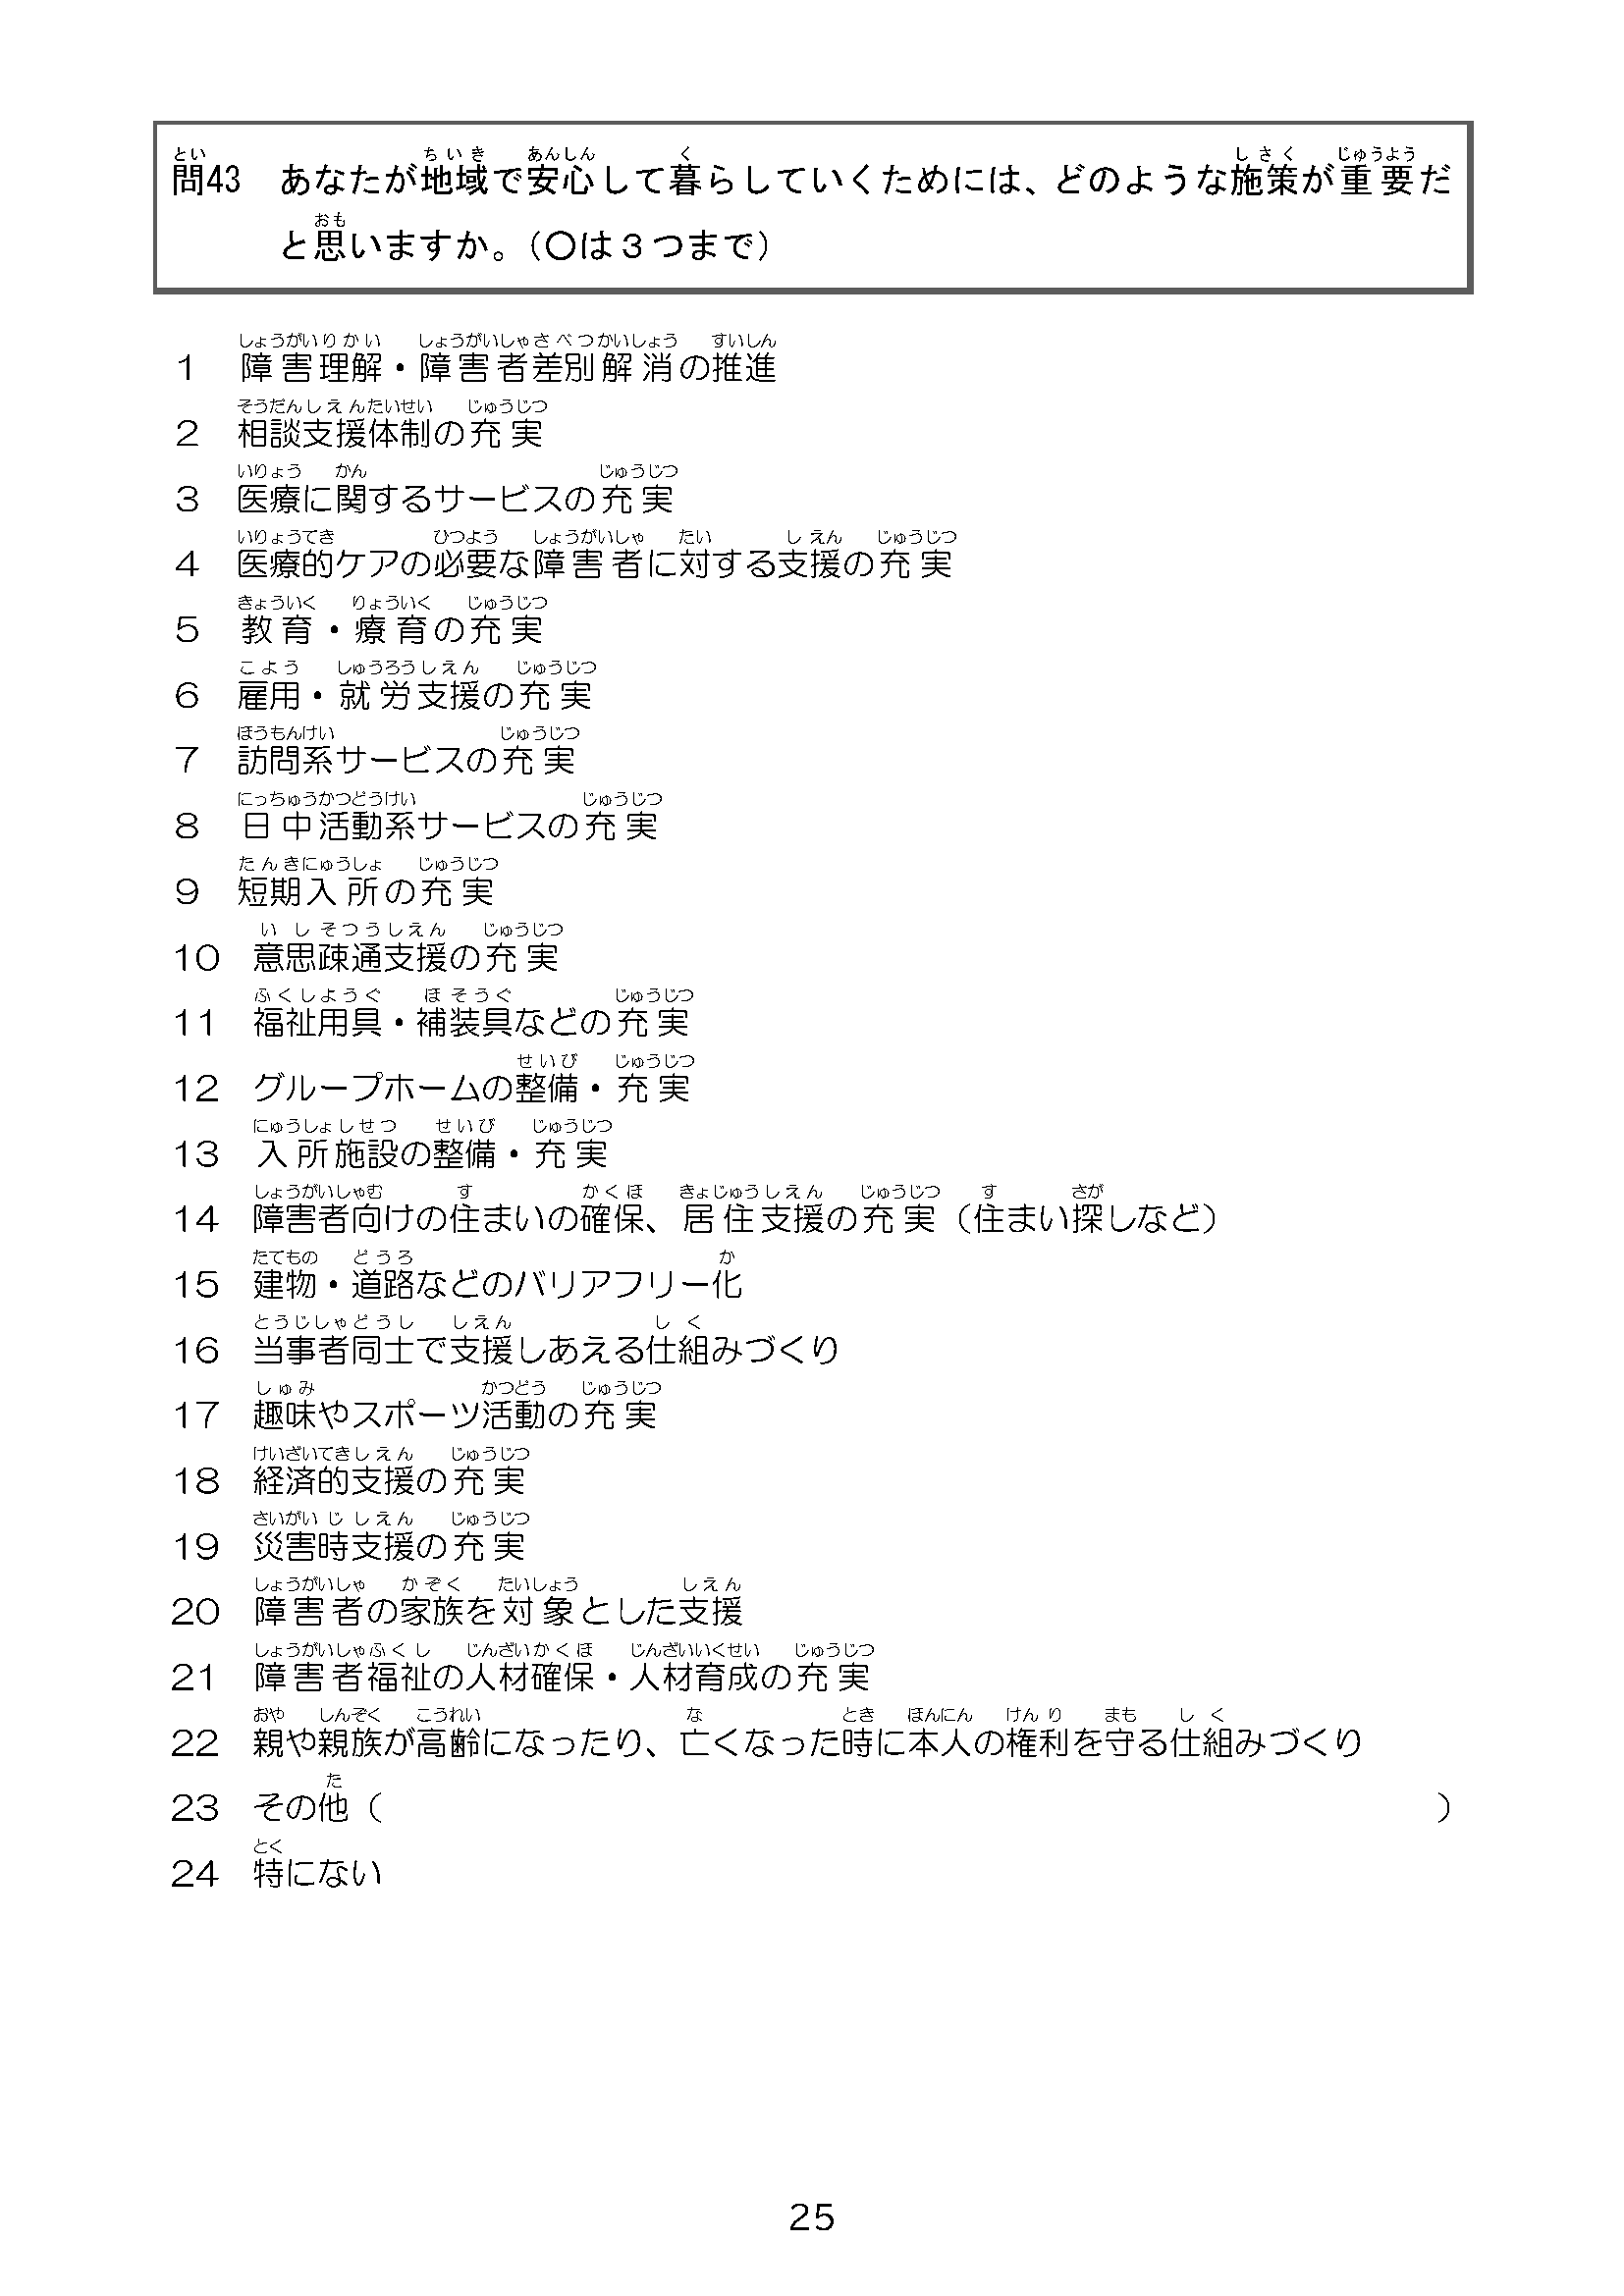 問43　あなたが地域で安心して暮らしていくためには、どのような施策が重要だ
と思いますか。（〇は３つまで）
1　障害理解・障害者差別解消の推進
2　相談支援体制の充実
3　医療に関するサービスの充実
4　医療的ケアの必要な障害者に対する支援の充実
5　教育・療育の充実
6　雇用・就労支援の充実
7　訪問系サービスの充実
8　日中活動系サービスの充実
9　短期入所の充実
10　意思疎通支援の充実
11　福祉用具・補装具などの充実
12　グループホームの整備・充実
13　入所施設の整備・充実
14　障害者向けの住まいの確保、居住支援の充実（住まい探しなど）
15　建物・道路などのバリアフリー化
16　当事者同士で支援しあえる仕組みづくり
17　趣味やスポーツ活動の充実
18　経済的支援の充実
19　災害時支援の充実
20　障害者の家族を対象とした支援
21　障害者福祉の人材確保・人材育成の充実
22　親や親族が高齢になったり、亡くなった時に本人の権利を守る仕組みづくり
23　その他（　　　　　　　　　　）
24　特にない
25